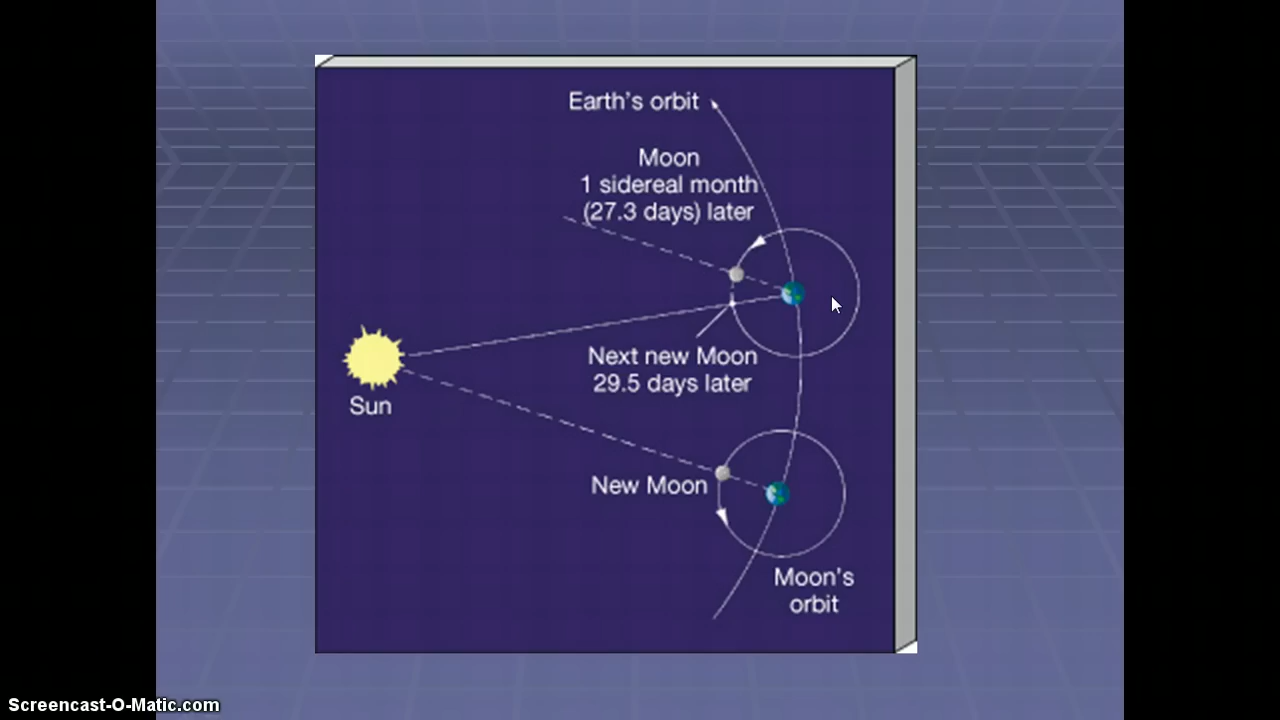 Earth's orbit
Moon
1 sidereal month
(27.3 days) later
Next new Moon
29.5 days later
Sun
New Moon
Moon's
orbit
Screencast-O-Matic.com